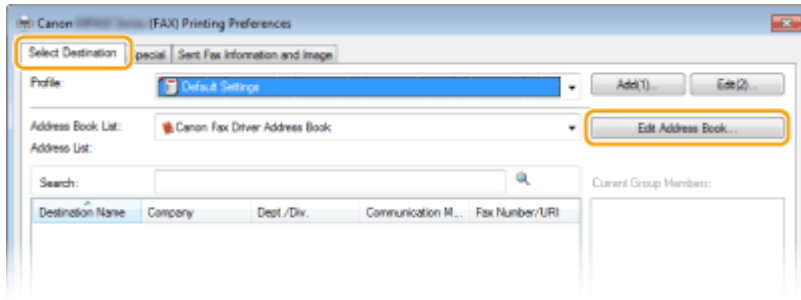 Canon (FAX) Printing Preferences
Select Destination pecial Sent Fax Information and Image
Profile: Default Settings Add(1)... Edit(2)...
Address Book List: Canon Fax Driver Address Book Edit Address Book...
Address List:
Search: Current Group Members:
Destination Name Company Dept./Div. Communication M... Fax Number/URI